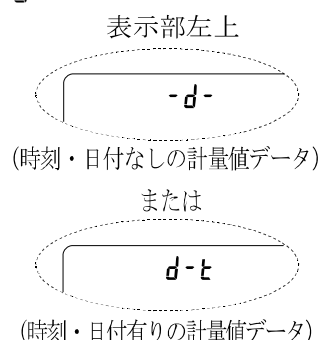 表示部左上
-d-
(時刻・日付なしの計量値データ)
または
d-t
(時刻・日付有りの計量値データ)